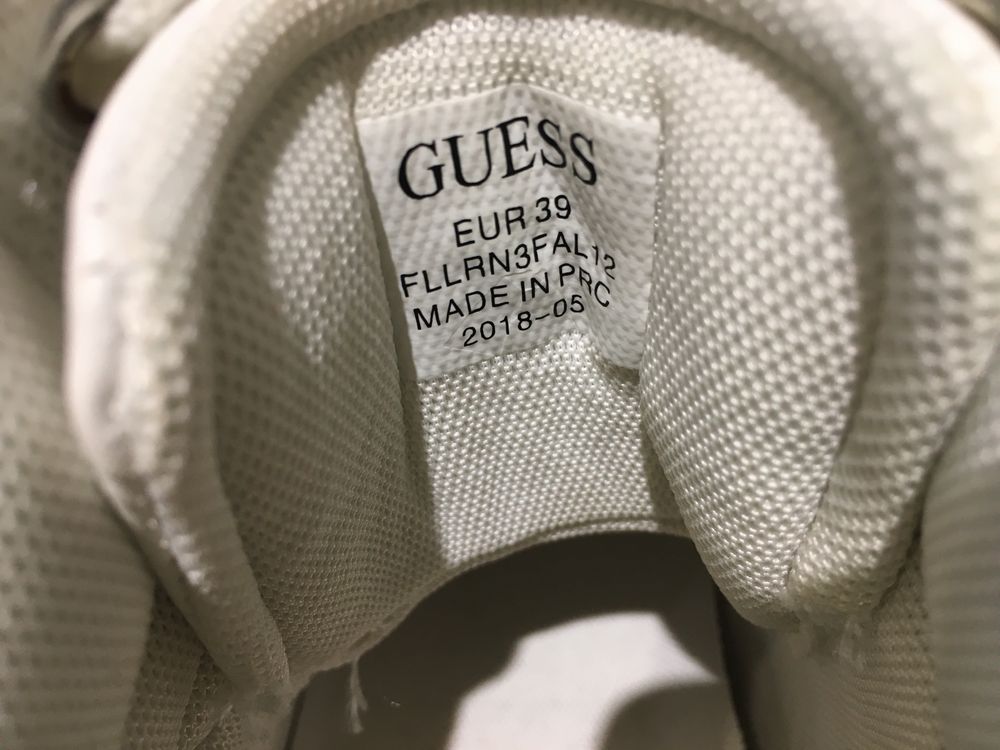 GUESS
EUR 39
FLLRN3FAL12
MADE IN PRC
2018-05